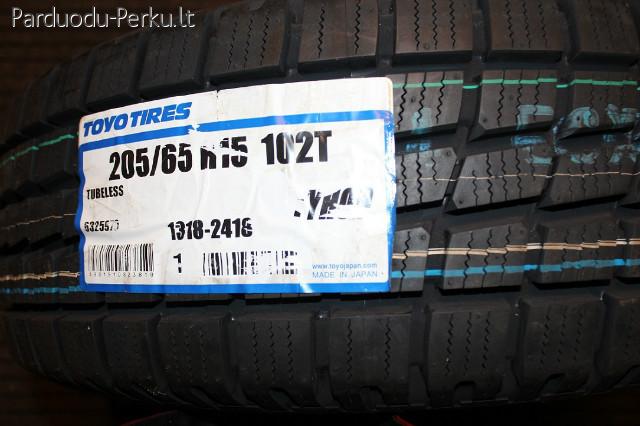 Parduodu-Perku.lt
TOYO TIRES
205/65 R15 102T
TUBELESS
1318-2418
1
www.toyojapan.com
MADE IN JAPAN